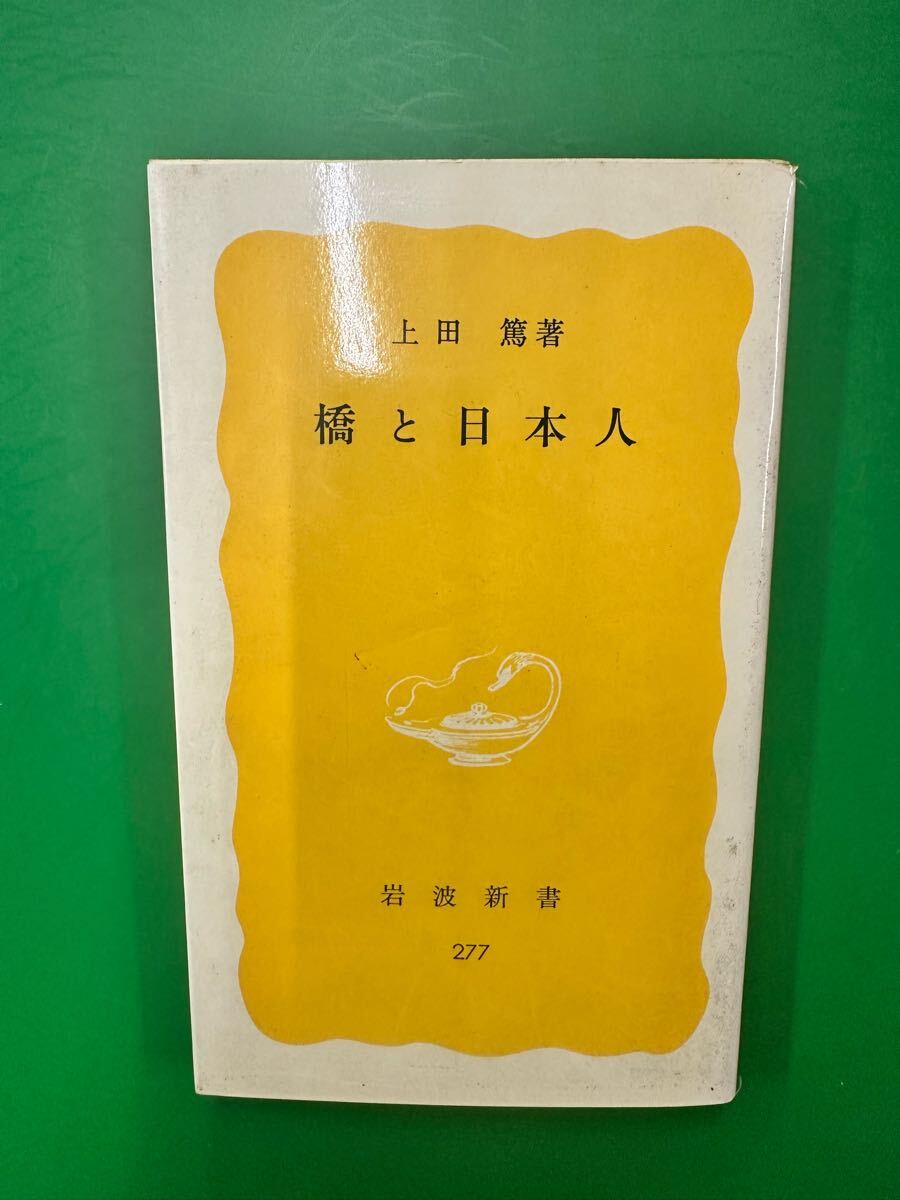 上田 篤著
橋と日本人
岩波新書
277